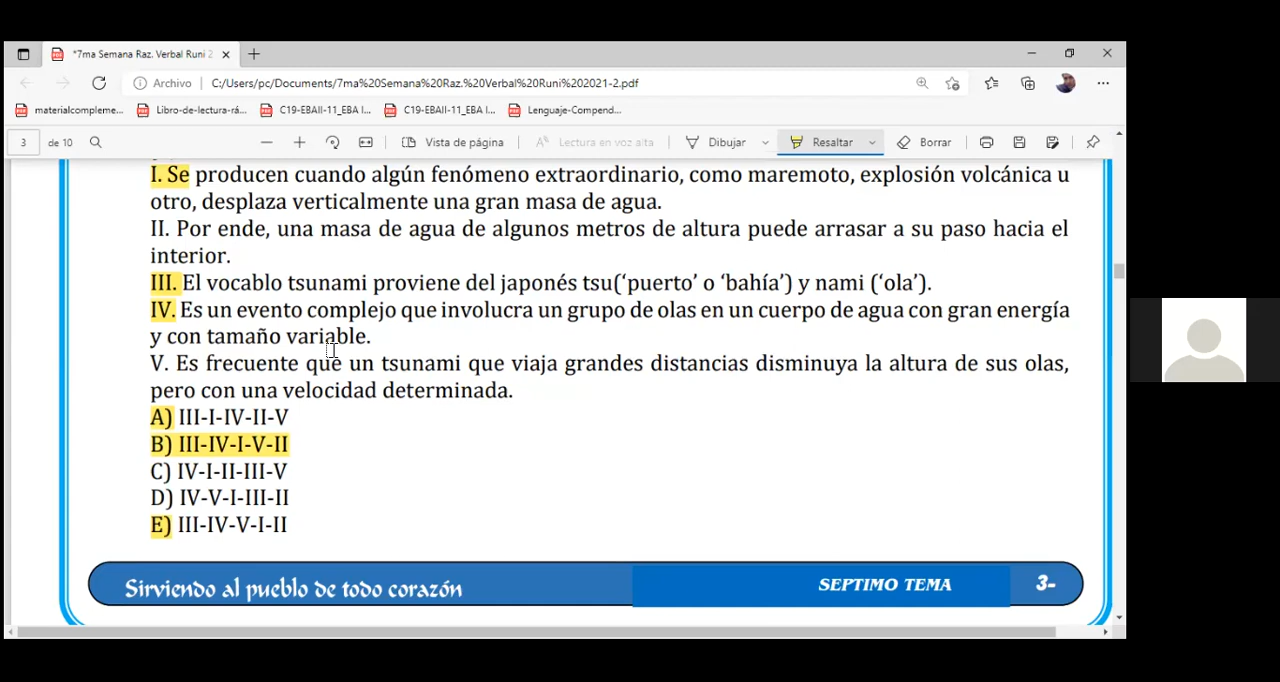 *7ma Semana Raz. Verbal Runi 2
Archivo C:/Users/pc/Documents/7ma%20Semana%20Raz.%20Verbal%20Runi%202021-2.pdf
materialcompleme... Libro-de-lectura-rá... C19-EBAII-11_EBA I... C19-EBAII-11_EBA I... Lenguaje-Compend...
3 de 10 Vista de página Lectura en voz alta Dibujar Resaltar Borrar
I. Se producen cuando algún fenómeno extraordinario, como maremoto, explosión volcánica u
otro, desplaza verticalmente una gran masa de agua.
II. Por ende, una masa de agua de algunos metros de altura puede arrasar a su paso hacia el
interior.
III. El vocablo tsunami proviene del japonés tsu(‘puerto’ o ‘bahía’) y nami (‘ola’).
IV. Es un evento complejo que involucra un grupo de olas en un cuerpo de agua con gran energía
y con tamaño variable.
V. Es frecuente que un tsunami que viaja grandes distancias disminuya la altura de sus olas,
pero con una velocidad determinada.
A) III-I-IV-II-V
B) III-IV-I-V-II
C) IV-I-II-III-V
D) IV-V-I-III-II
E) III-IV-V-I-II
Sirviendo al pueblo de todo corazón SEPTIMO TEMA 3-